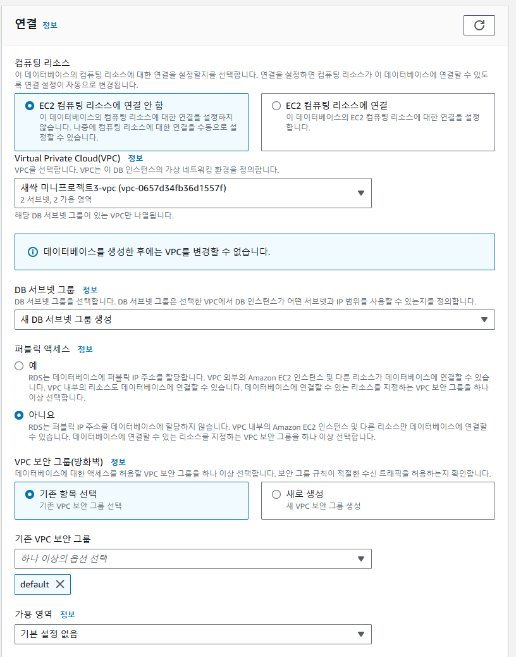 연결 정보
컴퓨팅 리소스
이 데이터베이스의 컴퓨팅 리소스에 대한 연결을 설정할지를 선택합니다. 연결을 설정하면 컴퓨팅 리소스가 이 데이터베이스에 연결할 수 있도
록 연결 설정이 자동으로 변경됩니다.
EC2 컴퓨팅 리소스에 연결 안 함
이 데이터베이스의 컴퓨팅 리소스에 대한 연결을 설정하지
않습니다. 나중에 컴퓨팅 리소스에 대한 연결을 수동으로 설
정할 수 있습니다.
EC2 컴퓨팅 리소스에 연결
이 데이터베이스의 EC2 컴퓨팅 리소스에 대한 연결을 설정
합니다.
Virtual Private Cloud(VPC) 정보
VPC를 선택합니다. VPC는 이 DB 인스턴스의 가상 네트워킹 환경을 정의합니다.
새싹 미니프로젝트3-vpc (vpc-0657d34fb36d1557f)
2 서브넷, 2 가용 영역
해당 DB 서브넷 그룹이 있는 VPC만 나열됩니다.
데이터베이스를 생성한 후에는 VPC를 변경할 수 없습니다.
DB 서브넷 그룹 정보
DB 서브넷 그룹을 선택합니다. DB 서브넷 그룹은 선택한 VPC에서 DB 인스턴스가 어떤 서브넷과 IP 범위를 사용할 수 있는지를 정의합니다.
새 DB 서브넷 그룹 생성
퍼블릭 액세스 정보
예
RDS는 데이터베이스에 퍼블릭 IP 주소를 할당합니다. VPC 외부의 Amazon EC2 인스턴스 및 다른 리소스가 데이터베이스에 연결할 수 있습
니다. VPC 내부의 리소스도 데이터베이스에 연결할 수 있습니다. 데이터베이스에 연결할 수 있는 리소스를 지정하는 VPC 보안 그룹을 하나
이상 선택합니다.
아니요
RDS는 퍼블릭 IP 주소를 데이터베이스에 할당하지 않습니다. VPC 내부의 Amazon EC2 인스턴스 및 다른 리소스만 데이터베이스에 연결할
수 있습니다. 데이터베이스에 연결할 수 있는 리소스를 지정하는 VPC 보안 그룹을 하나 이상 선택합니다.
VPC 보안 그룹(방화벽) 정보
데이터베이스에 대한 액세스를 허용할 VPC 보안 그룹을 하나 이상 선택합니다. 보안 그룹 규칙이 적절한 수신 트래픽을 허용하는지 확인합니다.
기존 항목 선택
기존 VPC 보안 그룹 선택
새로 생성
새 VPC 보안 그룹 생성
기존 VPC 보안 그룹
하나 이상의 옵션 선택
default
가용 영역 정보
기본 설정 없음